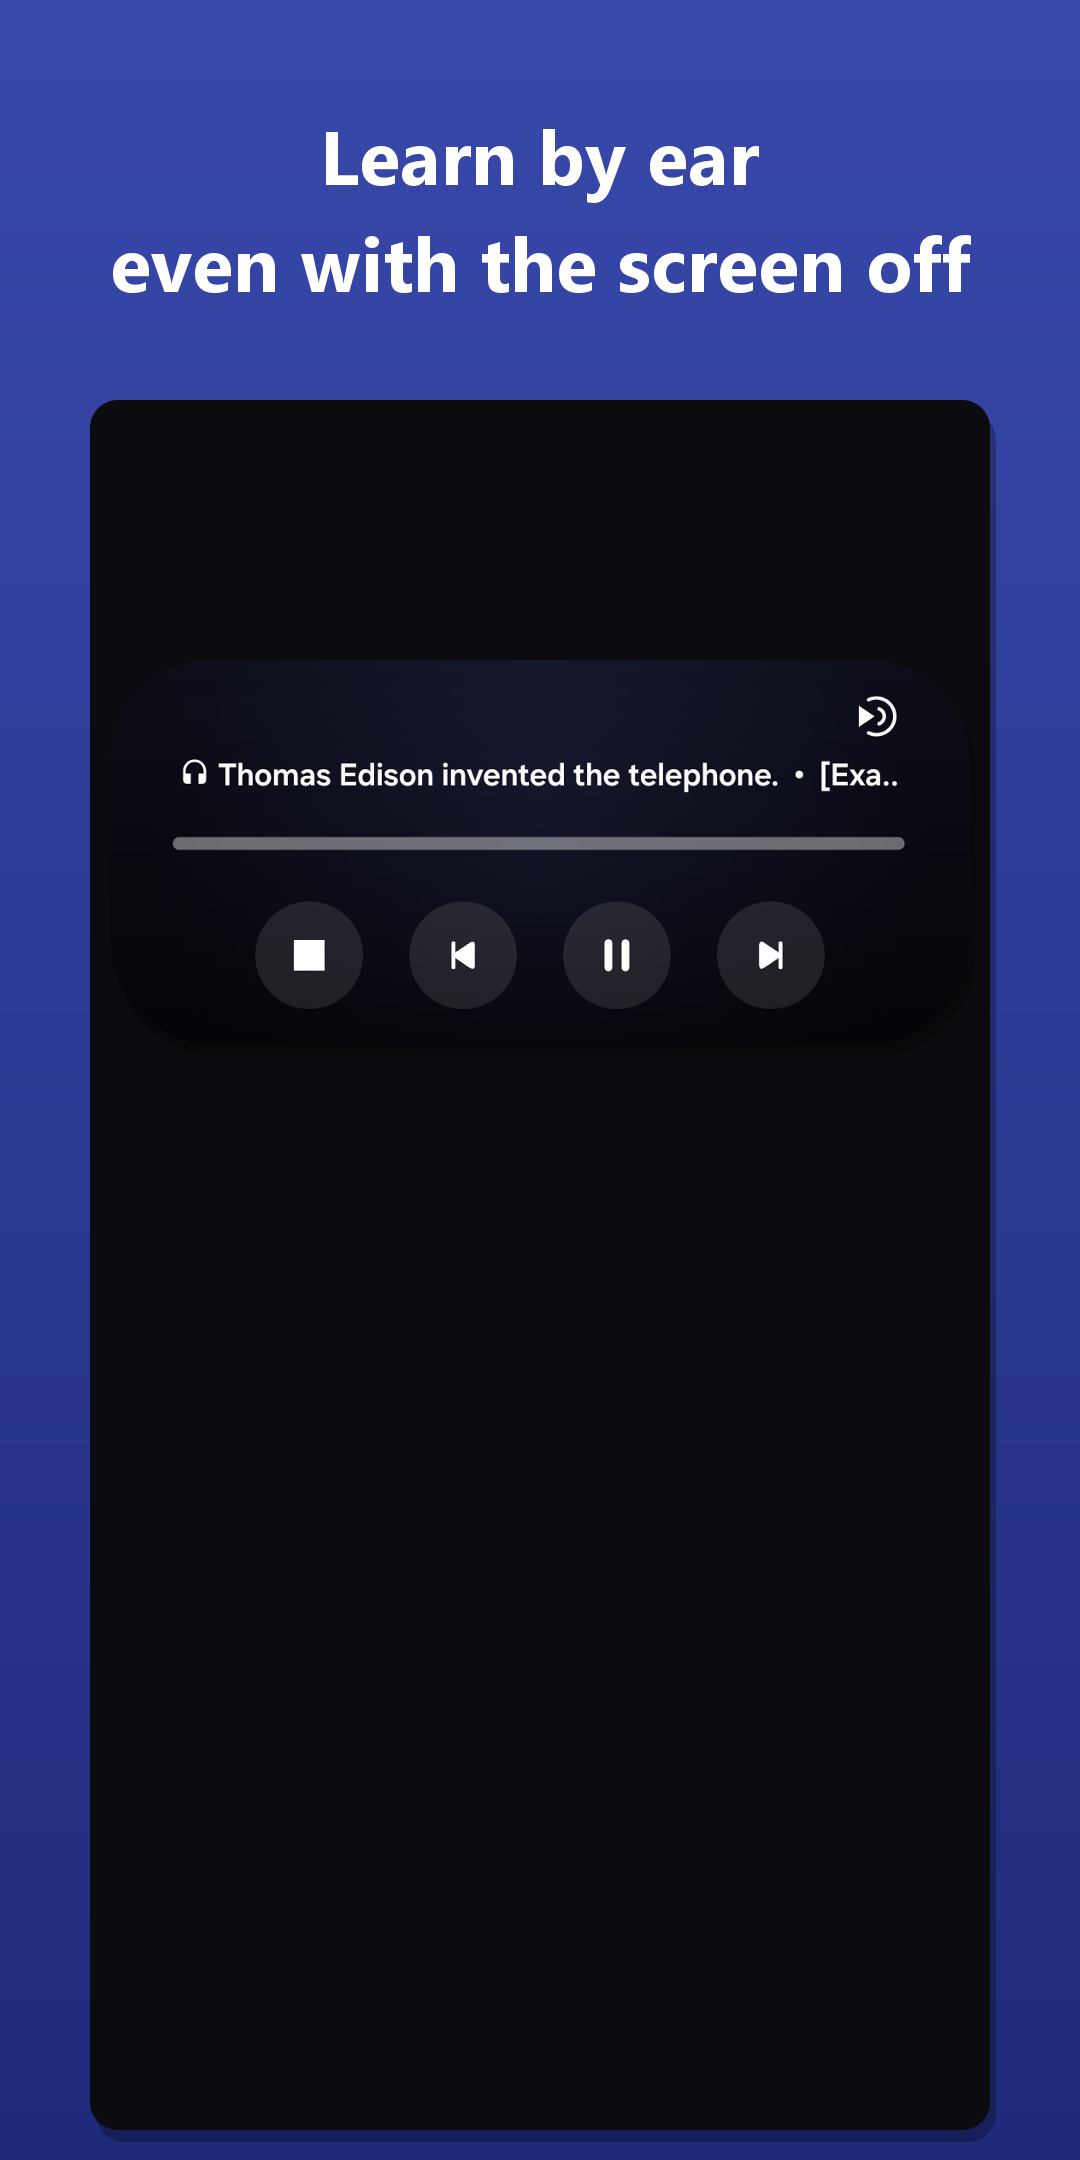 Learn by ear
even with the screen off
Thomas Edison invented the telephone. • [Exa..